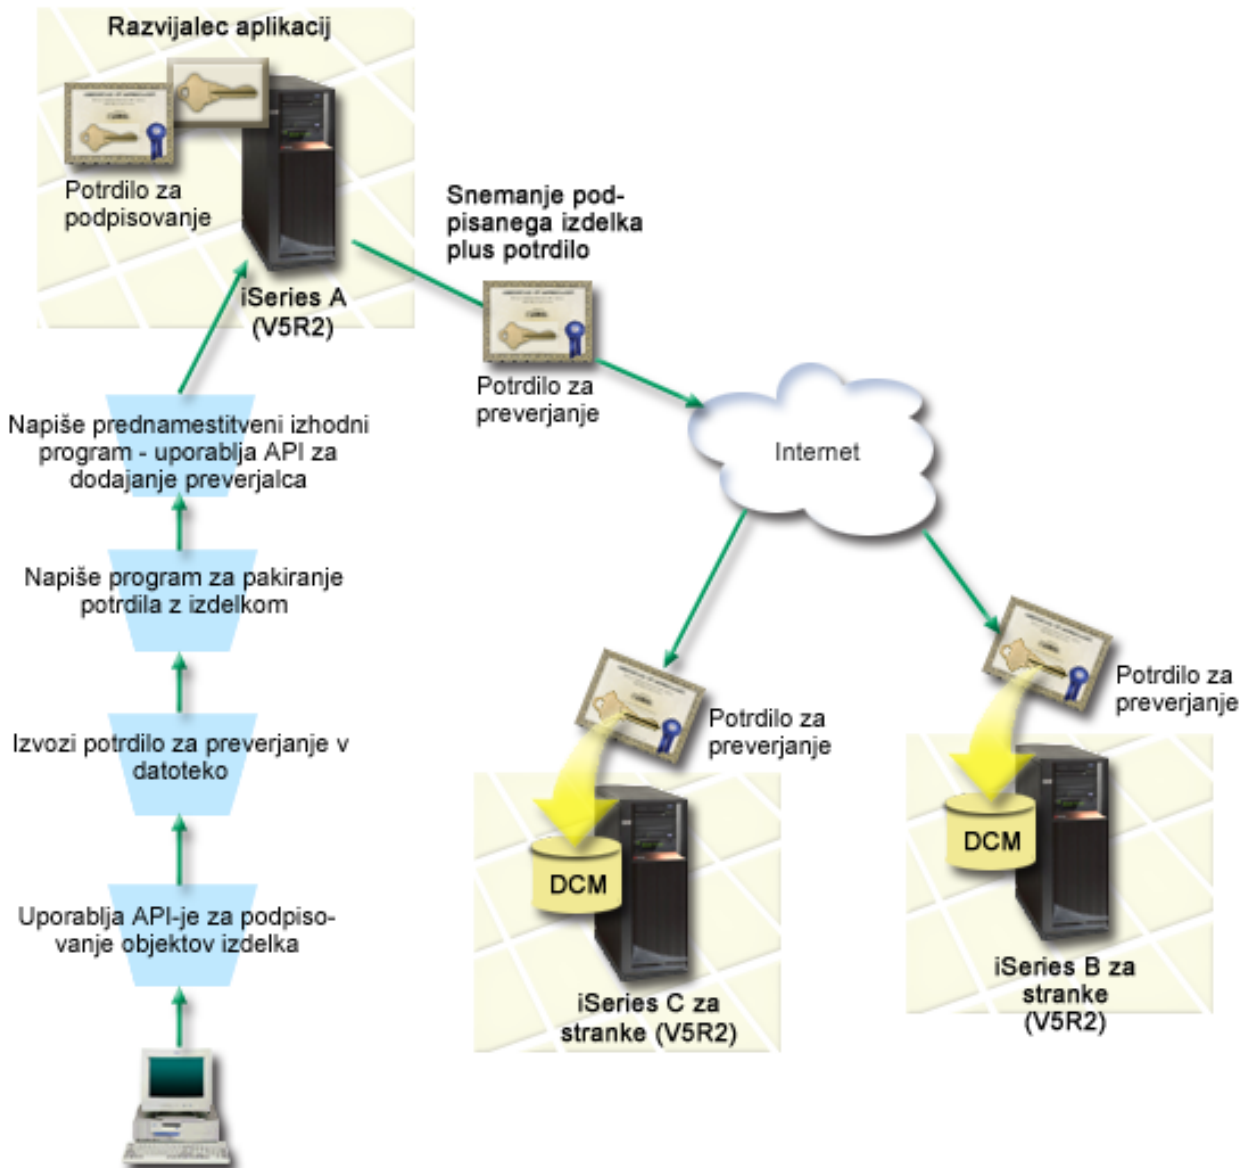 Razvijalec aplikacij
Potrdilo za
podpisovanje
iSeries A
(V5R2)
Snemanje pod-
pisanega izdelka
plus potrdilo
Potrdilo za
preverjanje
Internet
Napiše prednamestitveni izhodni
program - uporablja API za
dodajanje preverjalca
Napiše program za pakiranje
potrdila z izdelkom
Izvozi potrdilo za preverjanje v
datoteko
Uporablja API-je za podpiso-
vanje objektov izdelka
Potrdilo za
preverjanje
DCM
iSeries C za
stranke (V5R2)
Potrdilo za
preverjanje
DCM
iSeries B za
stranke
(V5R2)